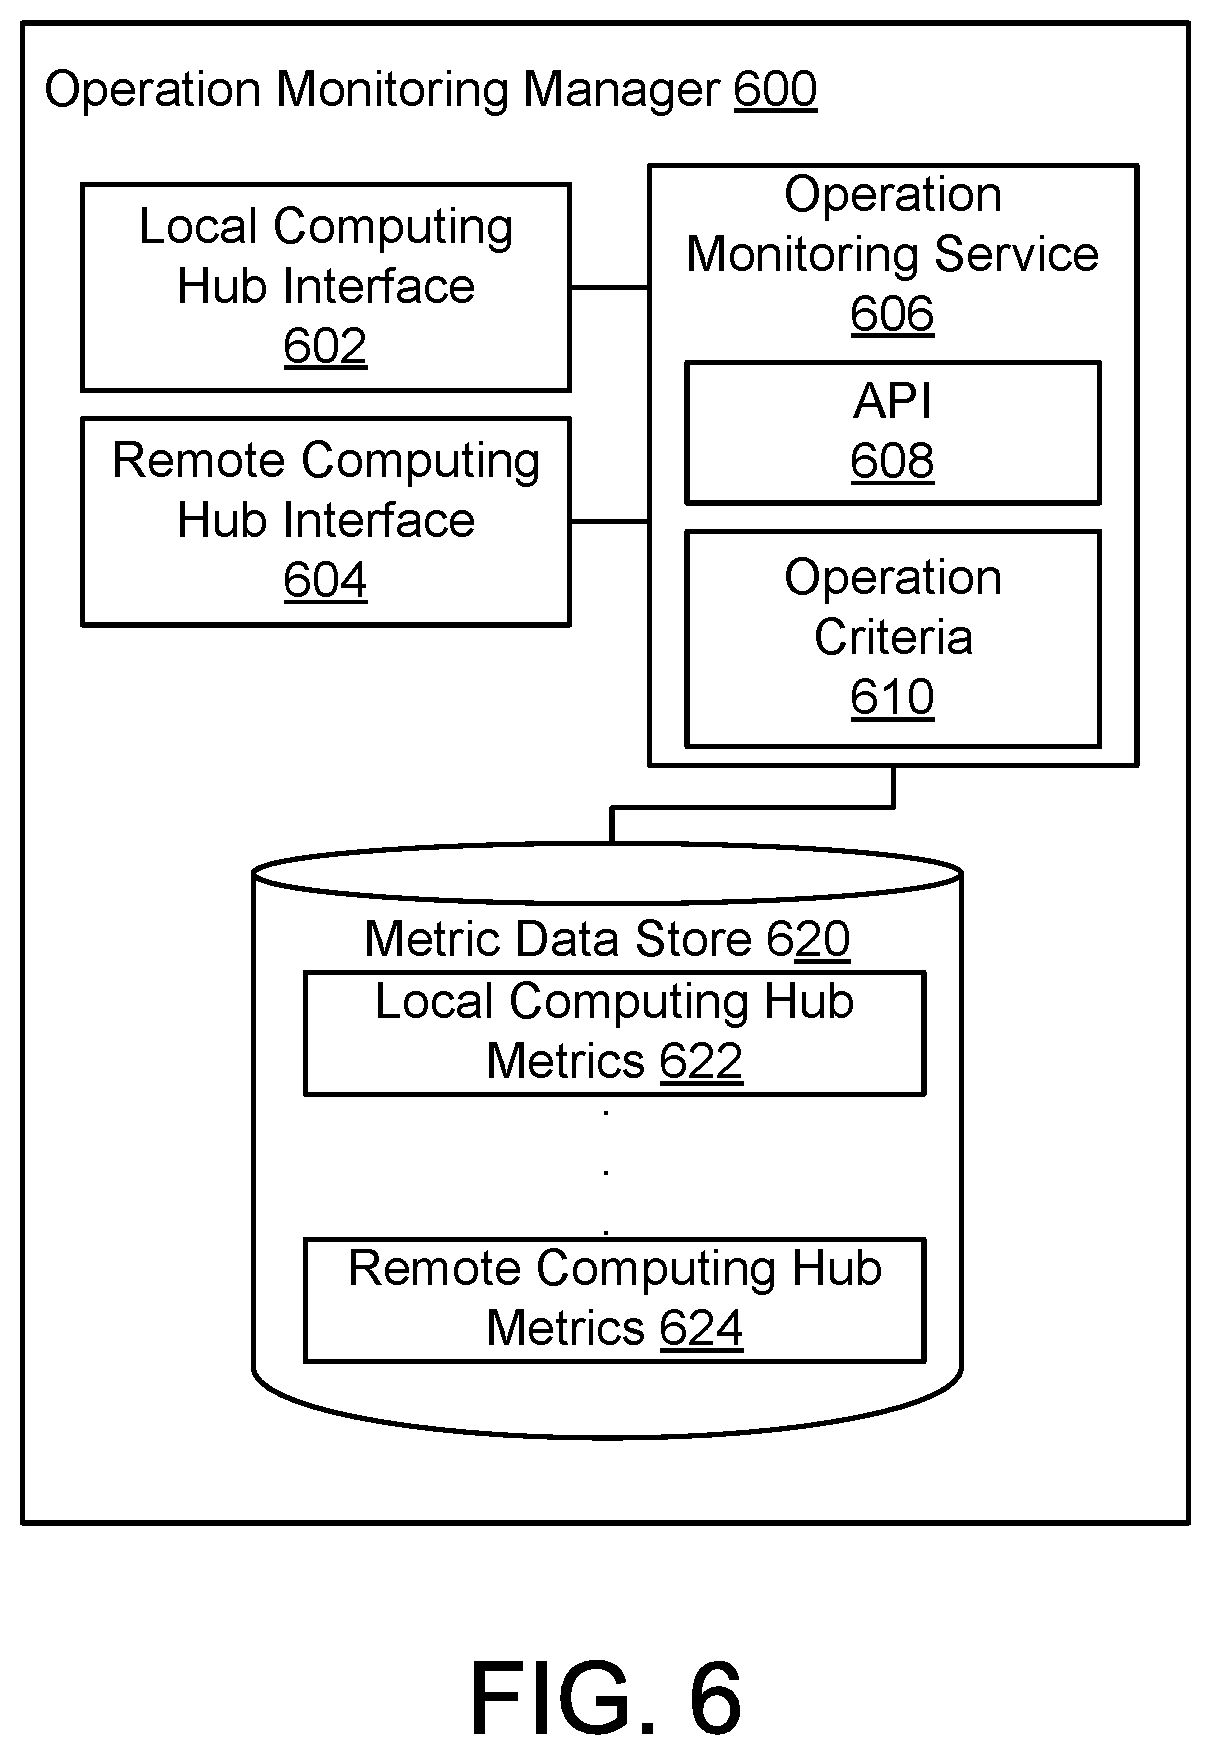 Operation Monitoring Manager 600
Local Computing
Hub Interface
602
Remote Computing
Hub Interface
604
Operation
Monitoring Service
606
API
608
Operation
Criteria
610
Metric Data Store 620
Local Computing Hub
Metrics 622
.
.
.
Remote Computing Hub
Metrics 624
FIG. 6